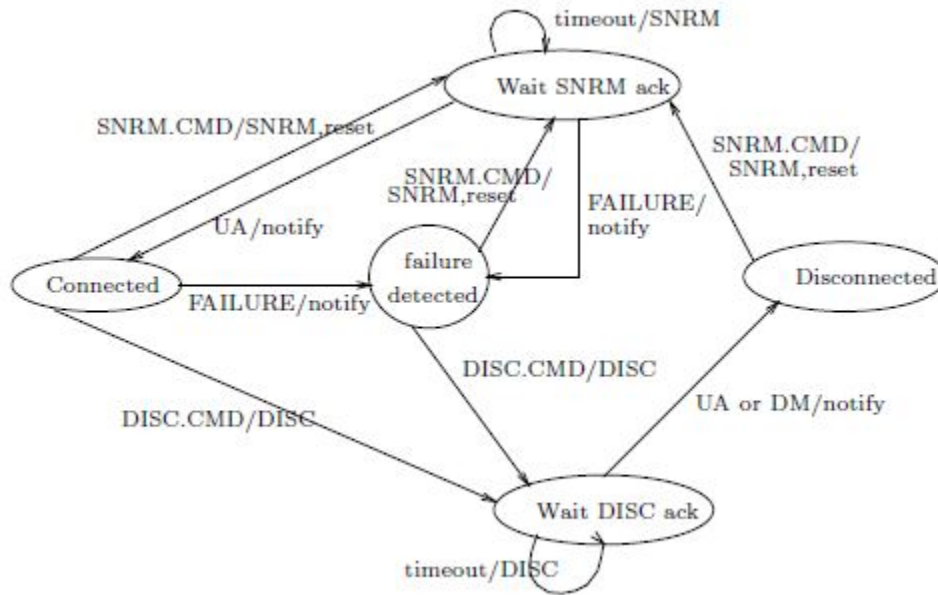 timeout/SNRM
Wait SNRM ack
SNRM.CMD/SNRM,reset
SNRM.CMD/
SNRM,reset
SNRM.CMD/
SNRM,reset
FAILURE/
notify
UA/notify
failure
detected
Connected
Disconnected
FAILURE/notify
DISC.CMD/DISC
UA or DM/notify
DISC.CMD/DISC
Wait DISC ack
timeout/DISC